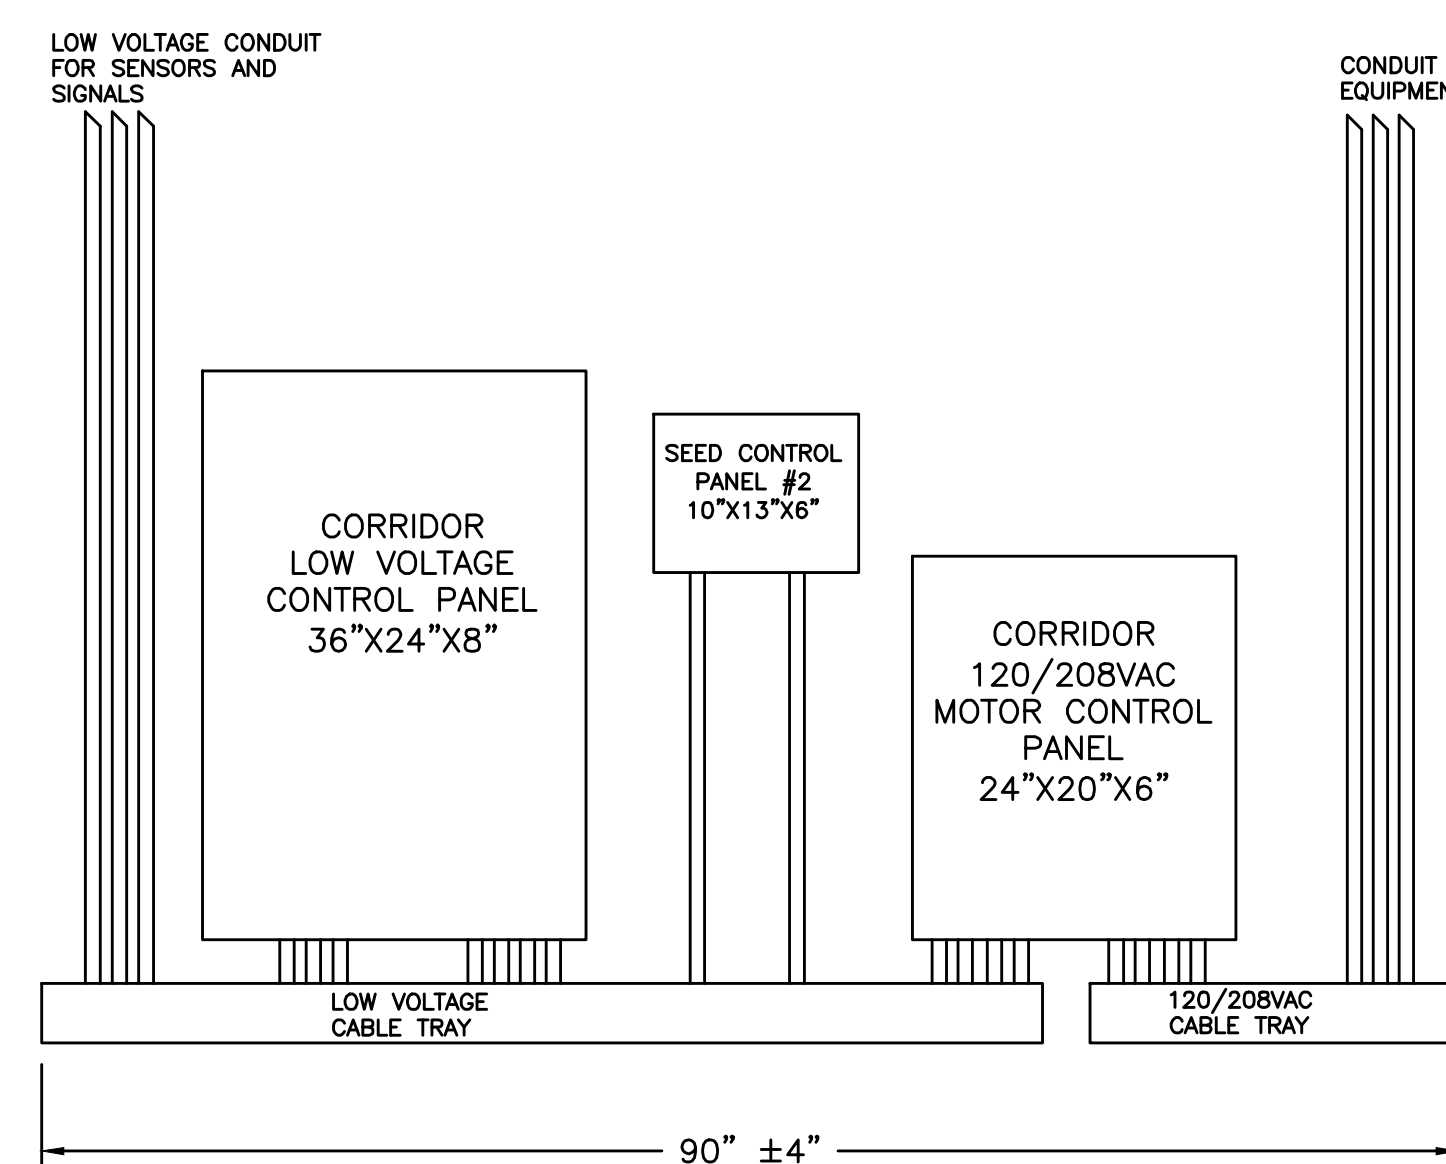 LOW VOLTAGE CONDUIT
FOR SENSORS AND
SIGNALS
CONDUIT
SEED CONTROL
PANEL #2
10”X13”X6”
CORRIDOR
LOW VOLTAGE
CONTROL PANEL
36”X24”X8”
CORRIDOR
120/208VAC
MOTOR CONTROL
PANEL
24”X20”X6”
LOW VOLTAGE
CABLE TRAY
120/208VAC
CABLE TRAY
90” ±4”